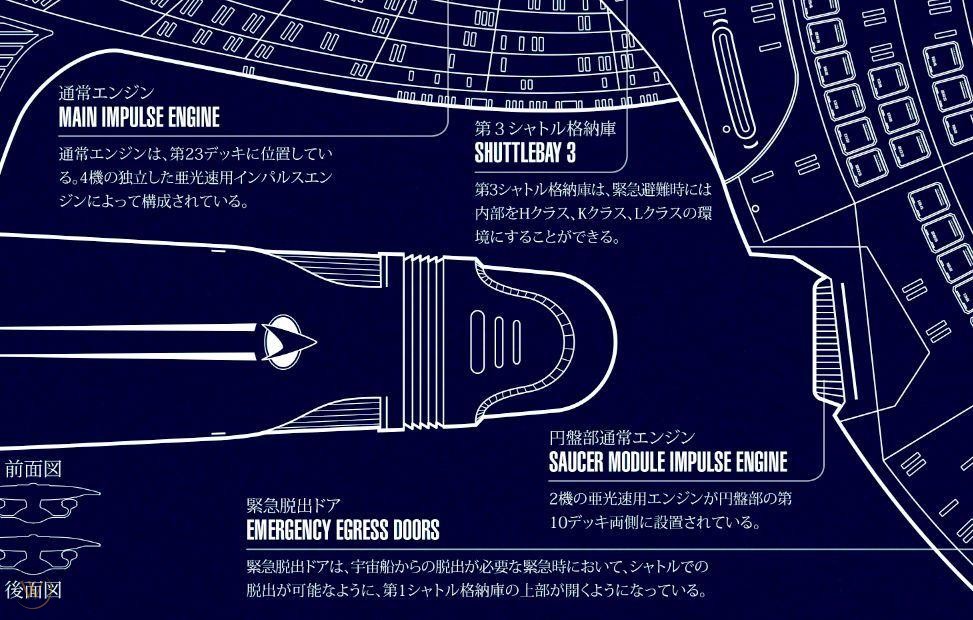 通常エンジン
MAIN IMPULSE ENGINE
通常エンジンは、第23デッキに位置してい
る。4機の独立した亜光速用インパルスエン
ジンによって構成されている。
第3シャトル格納庫
SHUTTLEBAY 3
第3シャトル格納庫は、緊急避難時には
内部をHクラス、Kクラス、Lクラスの環
境にすることができる。
円盤部通常エンジン
SAUCER MODULE IMPULSE ENGINE
2機の亜光速用エンジンが円盤部の第
10デッキ両側に設置されている。
前面図
後面図
緊急脱出ドア
EMERGENCY EGRESS DOORS
緊急脱出ドアは、宇宙船からの脱出が必要な緊急時において、シャトルでの
脱出が可能なように、第1シャトル格納庫の上部が開くようになっている。